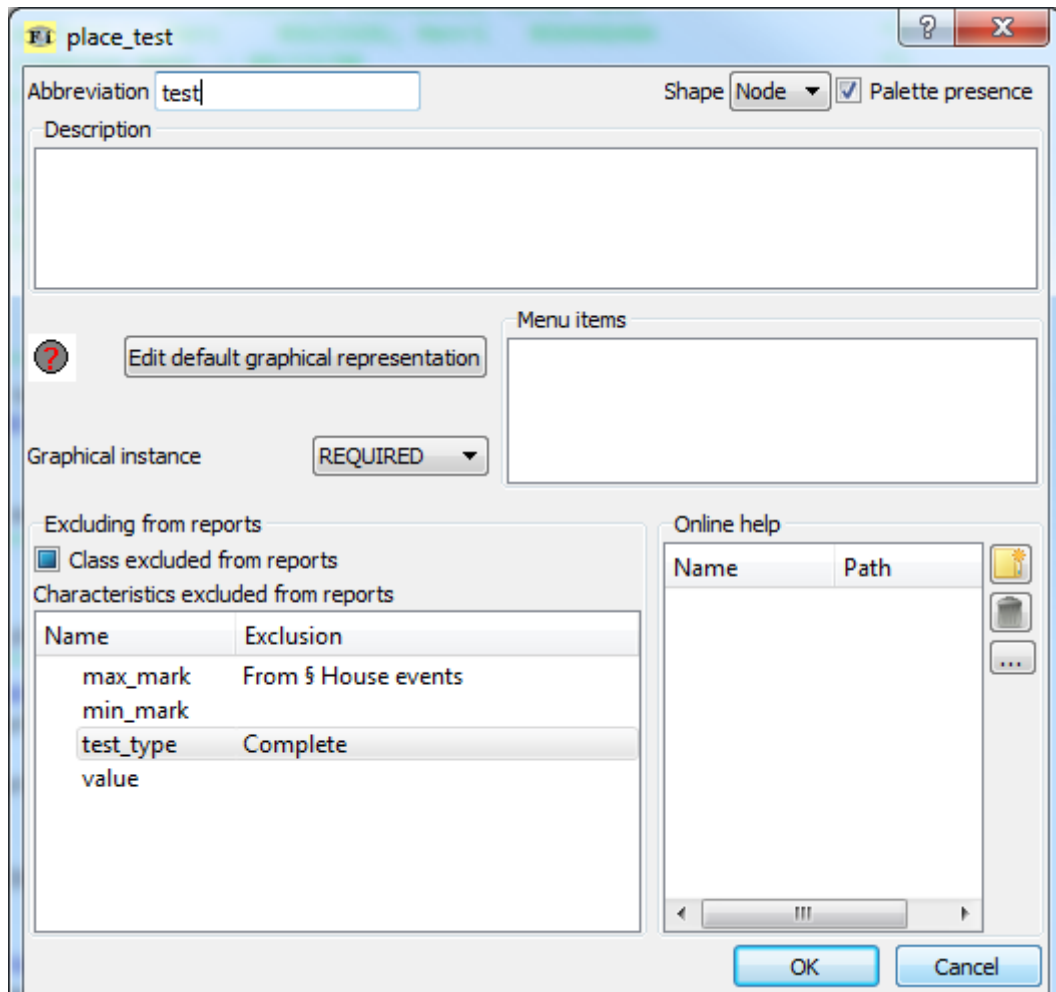 Fi place_test
Abbreviation test Shape Node Palette presence
Description
Menu items
? Edit default graphical representation
Graphical instance REQUIRED
Excluding from reports
Class excluded from reports
Characteristics excluded from reports
Name Exclusion
max_mark From § House events
min_mark
test_type Complete
value
Online help
Name Path
...
OK Cancel